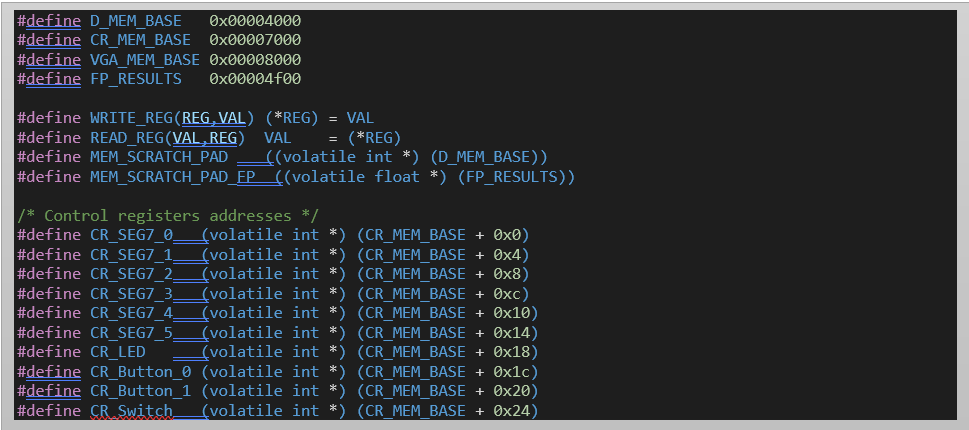 #define D_MEM_BASE   0x00004000
#define CR_MEM_BASE  0x00007000
#define VGA_MEM_BASE 0x00008000
#define FP_RESULTS   0x00004f00

#define WRITE_REG(REG,VAL) (*REG) = VAL
#define READ_REG(VAL,REG)  VAL    = (*REG)
#define MEM_SCRATCH_PAD    ((volatile int *) (D_MEM_BASE))
#define MEM_SCRATCH_PAD_FP  ((volatile float *) (FP_RESULTS))

/* Control registers addresses */
#define CR_SEG7_0   (volatile int *) (CR_MEM_BASE + 0x0)
#define CR_SEG7_1   (volatile int *) (CR_MEM_BASE + 0x4)
#define CR_SEG7_2   (volatile int *) (CR_MEM_BASE + 0x8)
#define CR_SEG7_3   (volatile int *) (CR_MEM_BASE + 0xc)
#define CR_SEG7_4   (volatile int *) (CR_MEM_BASE + 0x10)
#define CR_SEG7_5   (volatile int *) (CR_MEM_BASE + 0x14)
#define CR_LED      (volatile int *) (CR_MEM_BASE + 0x18)
#define CR_Button_0 (volatile int *) (CR_MEM_BASE + 0x1c)
#define CR_Button_1 (volatile int *) (CR_MEM_BASE + 0x20)
#define CR_Switch   (volatile int *) (CR_MEM_BASE + 0x24)